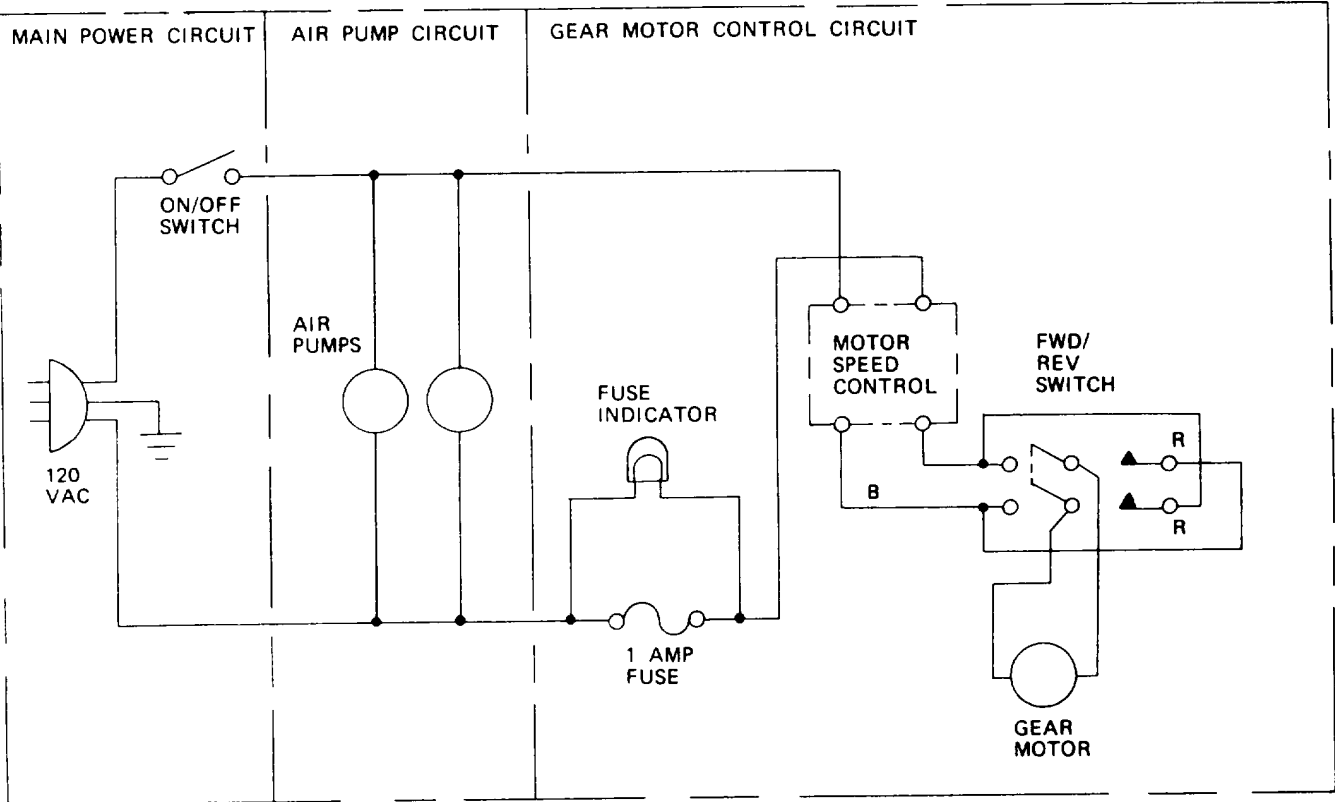 MAIN POWER CIRCUIT
AIR PUMP CIRCUIT
GEAR MOTOR CONTROL CIRCUIT
ON/OFF
SWITCH
AIR
PUMPS
120
VAC
FUSE
INDICATOR
1 AMP
FUSE
MOTOR
SPEED
CONTROL
FWD/
REV
SWITCH
R
B
R
GEAR
MOTOR